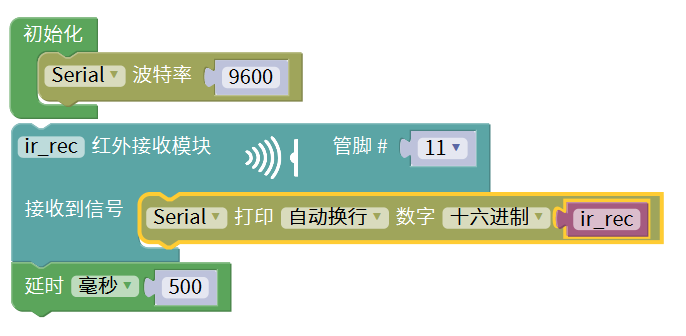 初始化
Serial 波特率 9600
ir_rec 红外接收模块 管脚 # 11
接收到信号 Serial 打印 自动换行 数字 十六进制 ir_rec
延时 毫秒 500